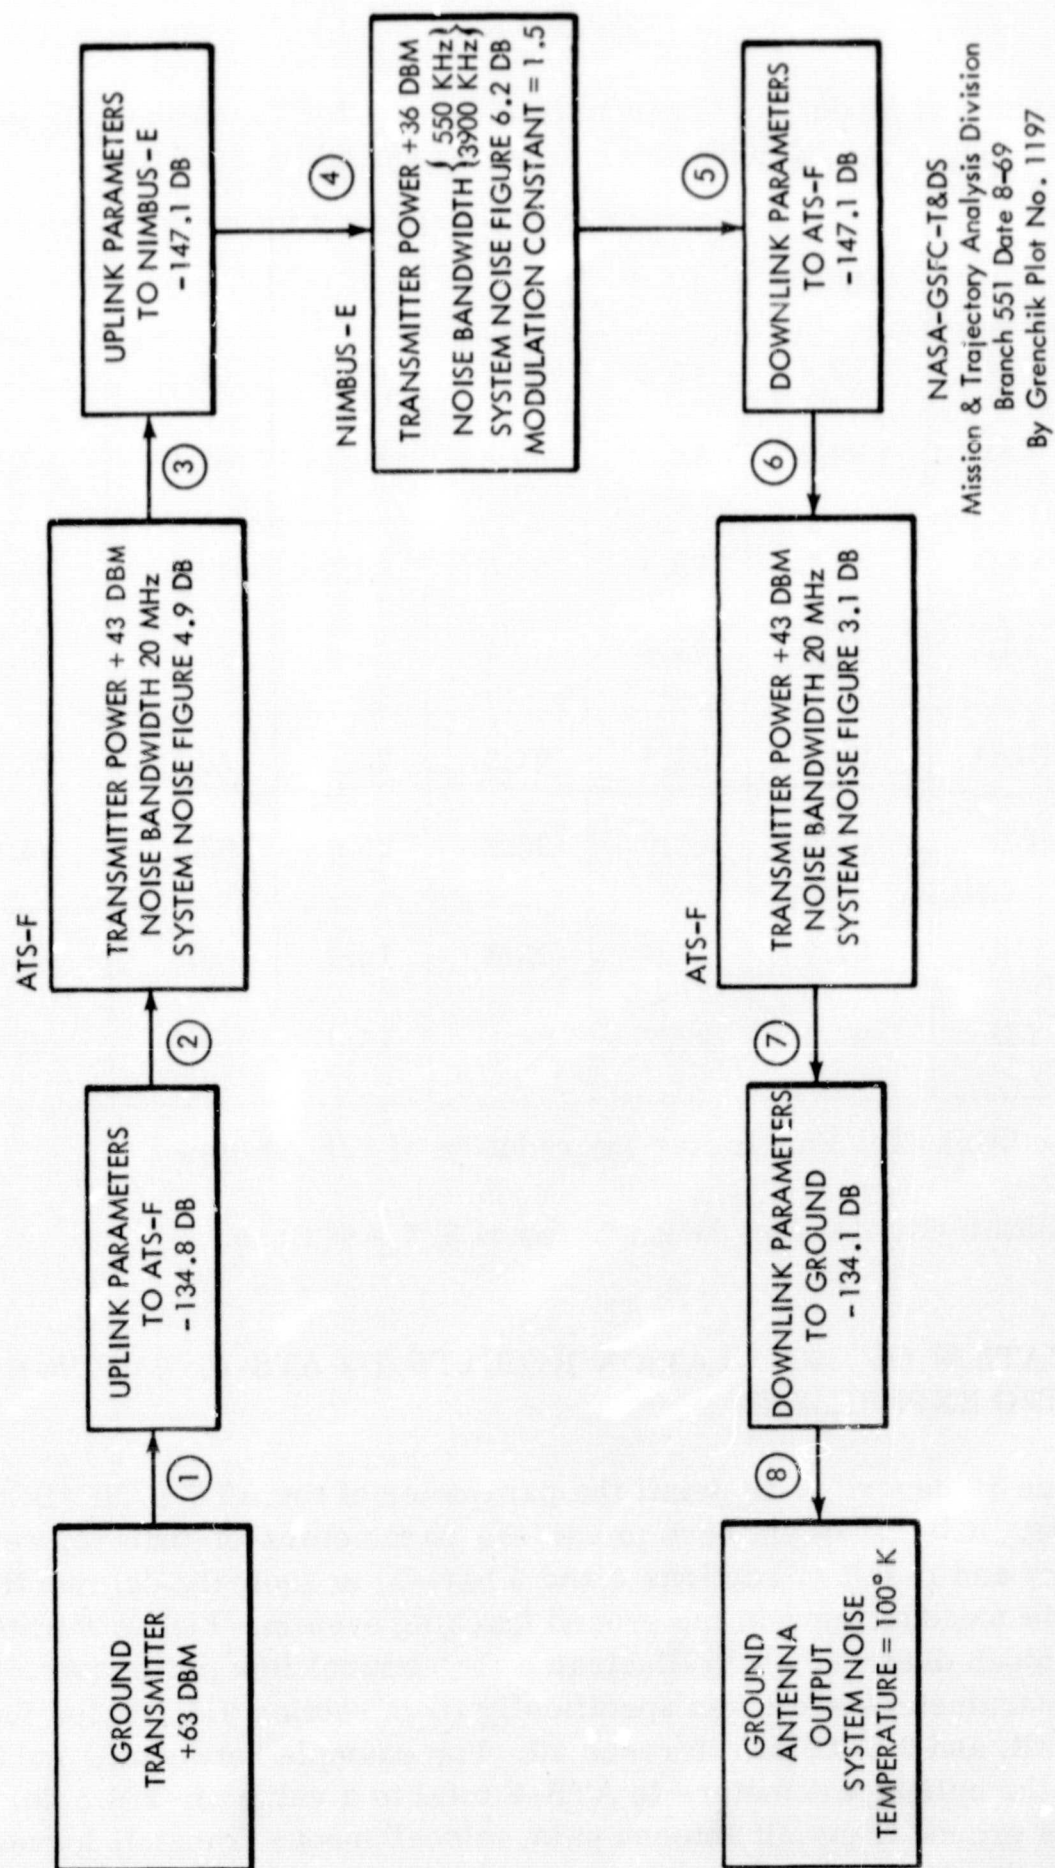 GROUND
TRANSMITTER
+63 DBM
1
UPLINK PARAMETERS
TO ATS-F
-134.8 DB
2
ATS-F
TRANSMITTER POWER + 43 DBM
NOISE BANDWIDTH 20 MHz
SYSTEM NOISE FIGURE 4.9 DB
3
UPLINK PARAMETERS
TO NIMBUS-E
-147.1 DB
4
NIMBUS-E
TRANSMITTER POWER +36 DBM
NOISE BANDWIDTH { 550 KHz }
{3900 KHz}
SYSTEM NOISE FIGURE 6.2 DB
MODULATION CONSTANT = 1.5
5
DOWNLINK PARAMETERS
TO ATS-F
-147.1 DB
6
ATS-F
TRANSMITTER POWER +43 DBM
NOISE BANDWIDTH 20 MHz
SYSTEM NOISE FIGURE 3.1 DB
7
DOWNLINK PARAMETERS
TO GROUND
-134.1 DB
8
GROUND
ANTENNA
OUTPUT
SYSTEM NOISE
TEMPERATURE = 100° K
NASA-GSFC-T&DS
Mission & Trajectory Analysis Division
Branch 551 Date 8-69
By Grenchik Plot No. 1197